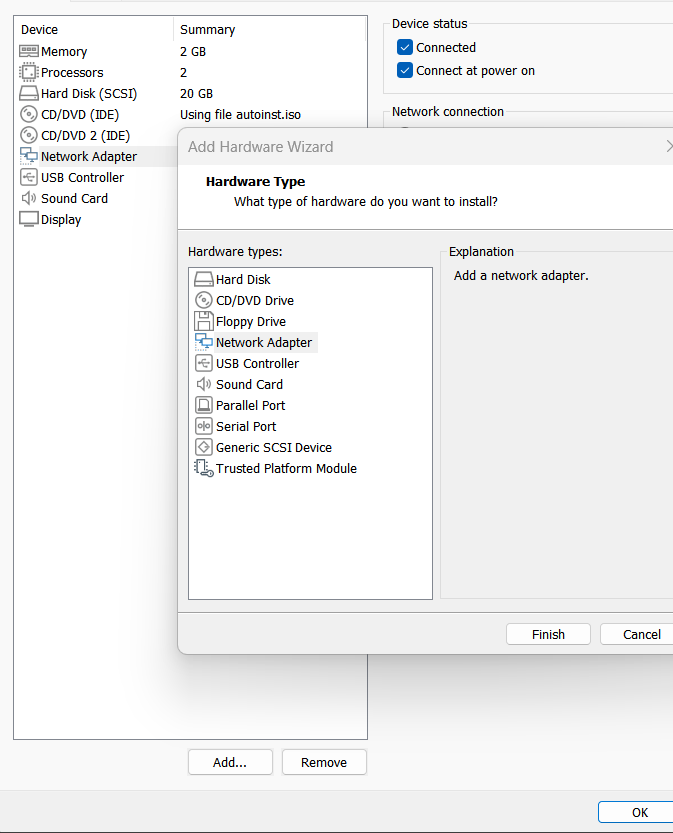 Device Summary
Memory 2 GB
Processors 2
Hard Disk (SCSI) 20 GB
CD/DVD (IDE) Using file autoinst.iso
CD/DVD 2 (IDE)
Network Adapter
USB Controller
Sound Card
Display
Device status
Connected
Connect at power on
Network connection
Add Hardware Wizard
Hardware Type
What type of hardware do you want to install?
Hardware types:
Hard Disk
CD/DVD Drive
Floppy Drive
Network Adapter
USB Controller
Sound Card
Parallel Port
Serial Port
Generic SCSI Device
Trusted Platform Module
Explanation
Add a network adapter.
Finish Cancel
Add... Remove
OK